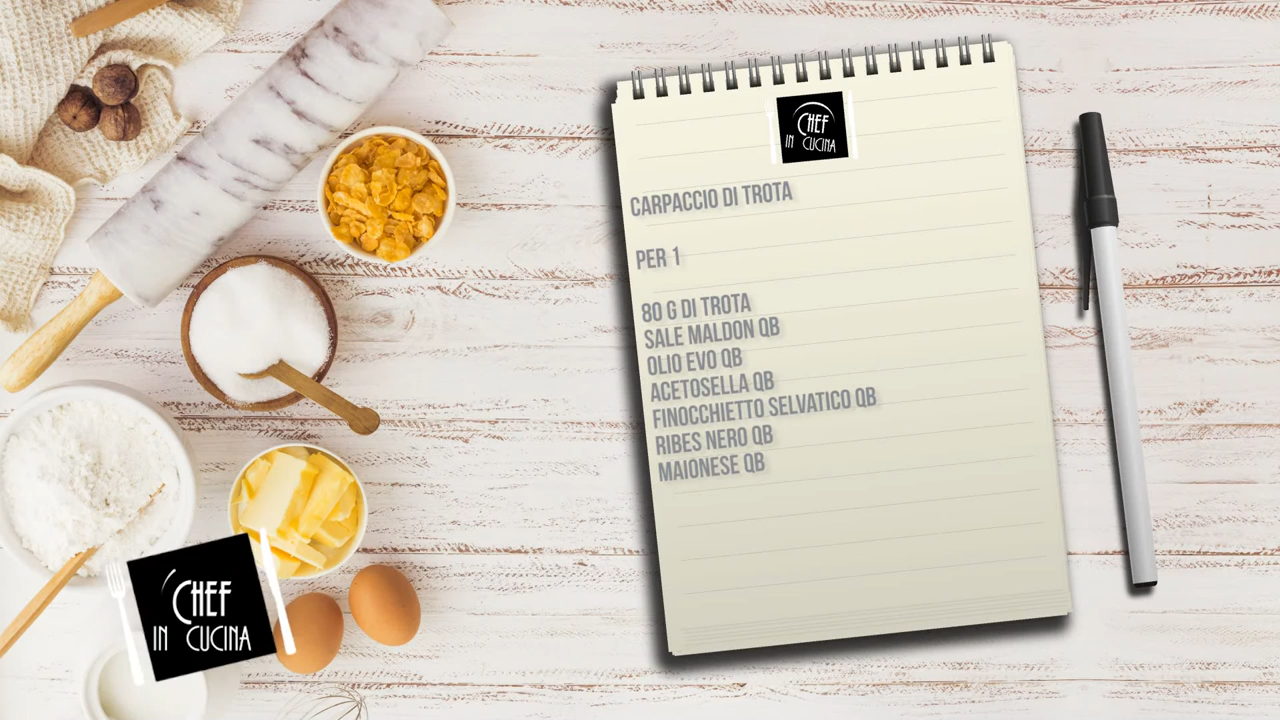 CHEF
IN CUCINA
CARPACCIO DI TROTA
PER 1
80 G DI TROTA
SALE MALDON QB
OLIO EVO QB
ACETOSELLA QB
FINOCCHIETTO SELVATICO QB
RIBES NERO QB
MAIONESE QB
CHEF
IN CUCINA